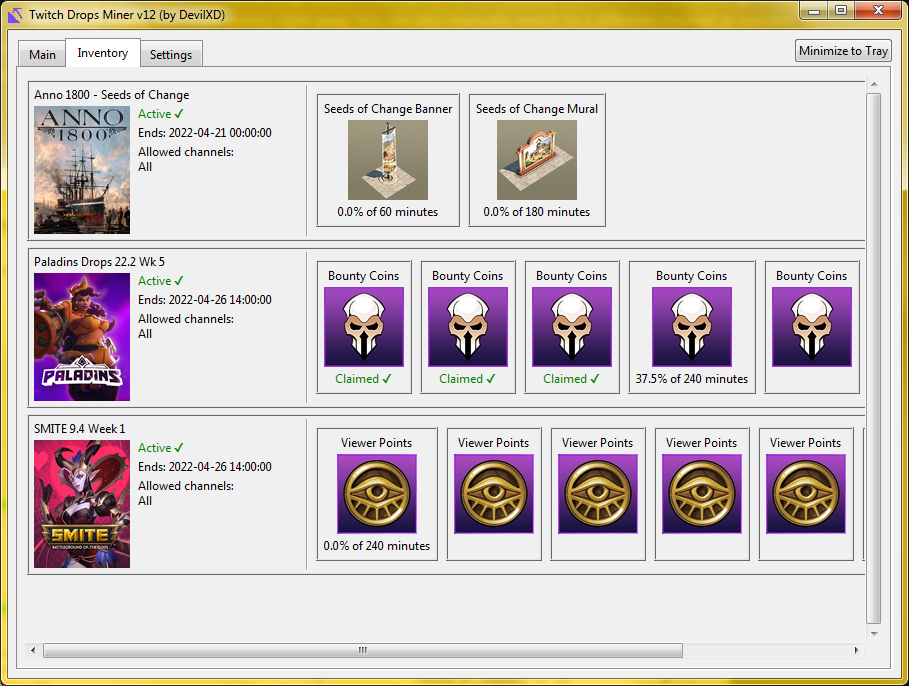 Twitch Drops Miner v12 (by DevilXD)
Main
Inventory
Settings
Minimize to Tray
Anno 1800 - Seeds of Change
ANNO
1800
Active ✓
Ends: 2022-04-21 00:00:00
Allowed channels:
All
Seeds of Change Banner
0.0% of 60 minutes
Seeds of Change Mural
0.0% of 180 minutes
Paladins Drops 22.2 Wk 5
PALADINS
Active ✓
Ends: 2022-04-26 14:00:00
Allowed channels:
All
Bounty Coins
Claimed ✓
Bounty Coins
Claimed ✓
Bounty Coins
Claimed ✓
Bounty Coins
37.5% of 240 minutes
Bounty Coins
SMITE 9.4 Week 1
SMITE
BATTLEGROUND OF THE GODS
Active ✓
Ends: 2022-04-26 14:00:00
Allowed channels:
All
Viewer Points
0.0% of 240 minutes
Viewer Points
Viewer Points
Viewer Points
Viewer Points